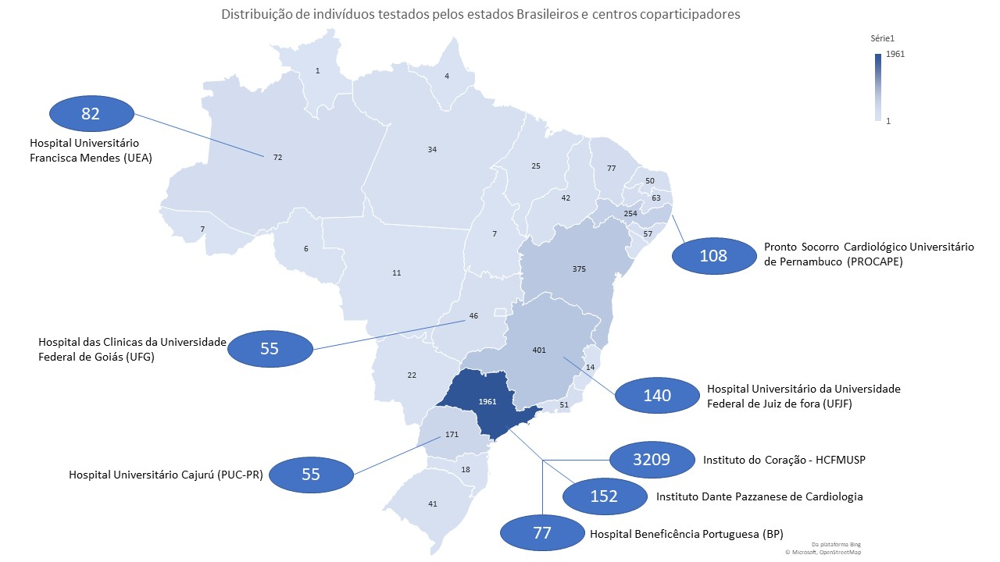 Distribuição de indivíduos testados pelos estados Brasileiros e centros coparticipadores
Série1
1961
1
1
4
82
Hospital Universitário
Francisca Mendes (UEA)
72
34
25
77
50
63
42
254
57
7
6
7
11
375
108
Pronto Socorro Cardiológico Universitário
de Pernambuco (PROCAPE)
46
Hospital das Clinicas da Universidade
Federal de Goiás (UFG)
55
401
14
22
1961
51
140
Hospital Universitário da Universidade
Federal de Juiz de fora (UFJF)
171
Hospital Universitário Cajurú (PUC-PR)
55
18
41
3209
Instituto do Coração - HCFMUSP
152
Instituto Dante Pazzanese de Cardiologia
77
Hospital Beneficência Portuguesa (BP)
Da plataforma Bing
© Microsoft, OpenStreetMap